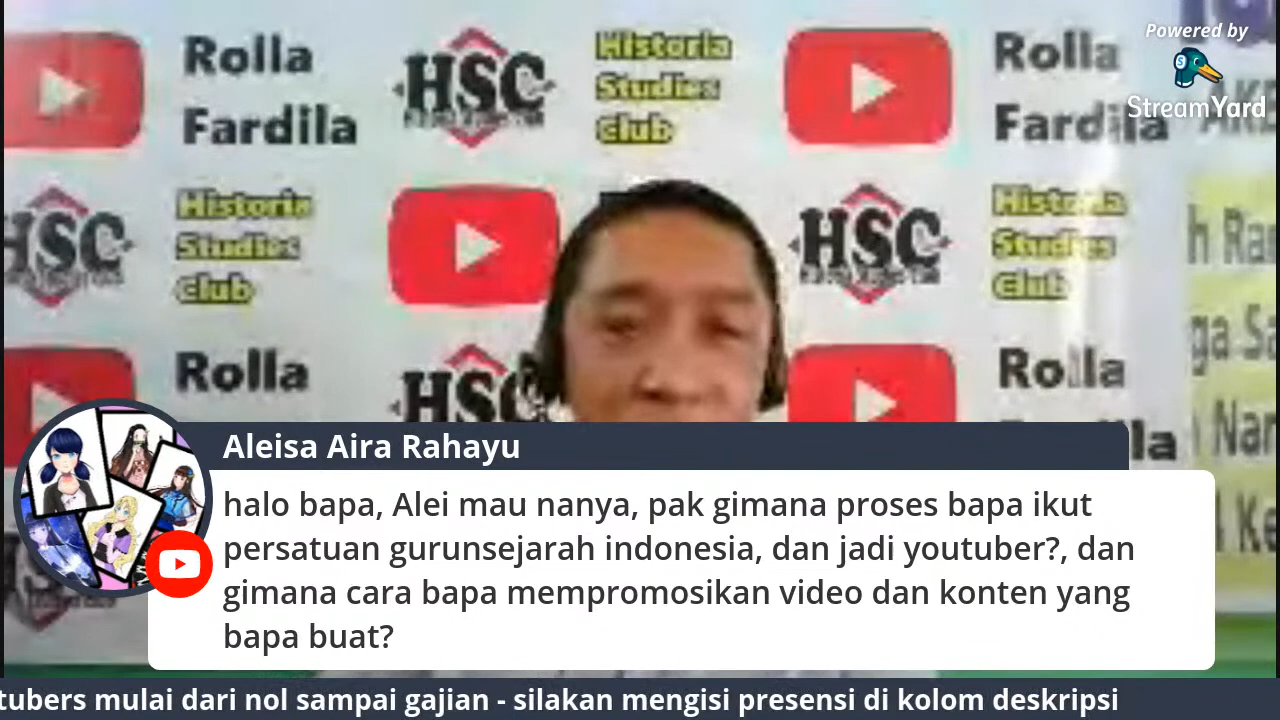 Powered by
StreamYard
Rolla
Fardila
HSC
Historia
Studies
Club
Rolla
Fardila
HSC
Historia
Studies
Club
HSC
Historia
Studies
Club
Rolla
HSC
Rolla
Aleisa Aira Rahayu
halo bapa, Alei mau nanya, pak gimana proses bapa ikut
persatuan gurunsejarah indonesia, dan jadi youtuber?, dan
gimana cara bapa mempromosikan video dan konten yang
bapa buat?
tubers mulai dari nol sampai gajian - silakan mengisi presensi di kolom deskripsi